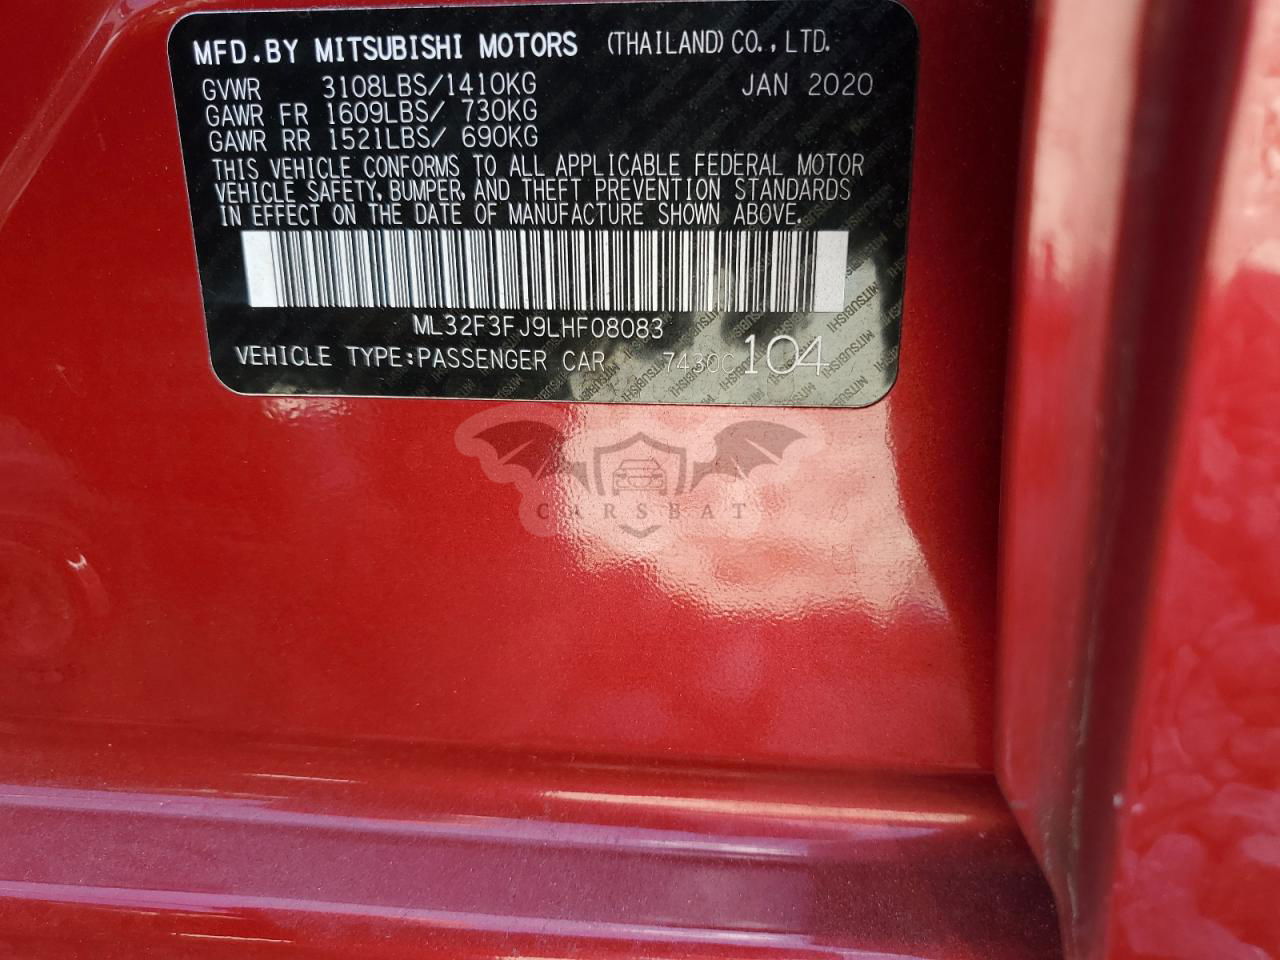 MFD.BY MITSUBISHI MOTORS (THAILAND) CO., LTD.
GVWR 3108LBS/1410KG JAN 2020
GAWR FR 1609LBS/ 730KG
GAWR RR 1521LBS/ 690KG
THIS VEHICLE CONFORMS TO ALL APPLICABLE FEDERAL MOTOR
VEHICLE SAFETY, BUMPER, AND THEFT PREVENTION STANDARDS
IN EFFECT ON THE DATE OF MANUFACTURE SHOWN ABOVE.
ML32F3FJ9LHF08083
VEHICLE TYPE:PASSENGER CAR 7430C 104
CARSBAT